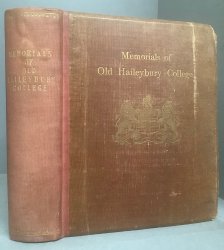 MEMORIALS
OF
OLD
HAILEYBURY
COLLEGE
Memorials of
Old Haileybury College